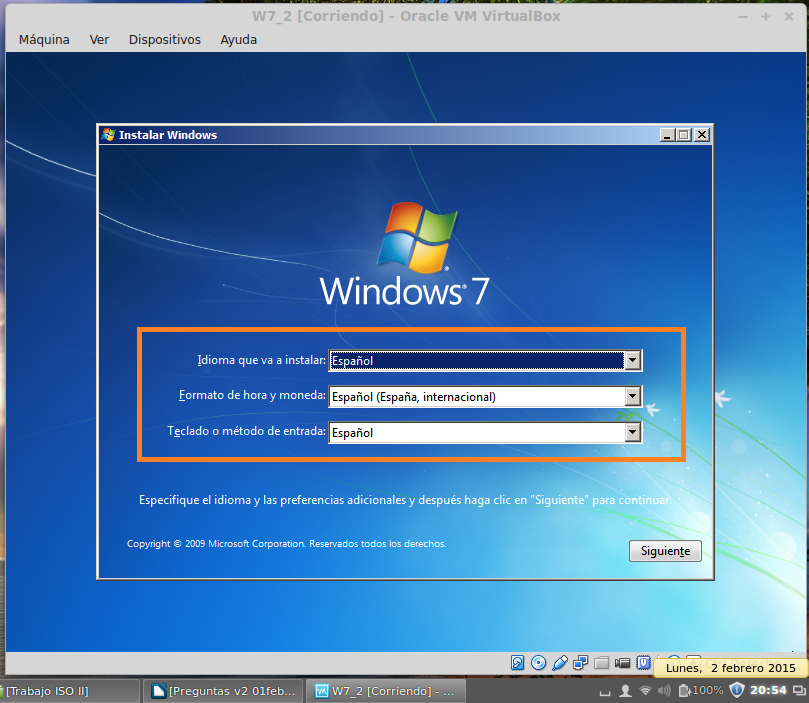 W7_2 [Corriendo] - Oracle VM VirtualBox
Máquina Ver Dispositivos Ayuda
Instalar Windows
Windows 7
Idioma que va a instalar: Español
Formato de hora y moneda: Español (España, internacional)
Teclado o método de entrada: Español
Especifique el idioma y las preferencias adicionales y después haga clic en "Siguiente" para continuar.
Copyright © 2009 Microsoft Corporation. Reservados todos los derechos.
Siguiente
Lunes, 2 febrero 2015
[Trabajo ISO II] [Preguntas v2 01feb... W7_2 [Corriendo] - ... 100% 20:54